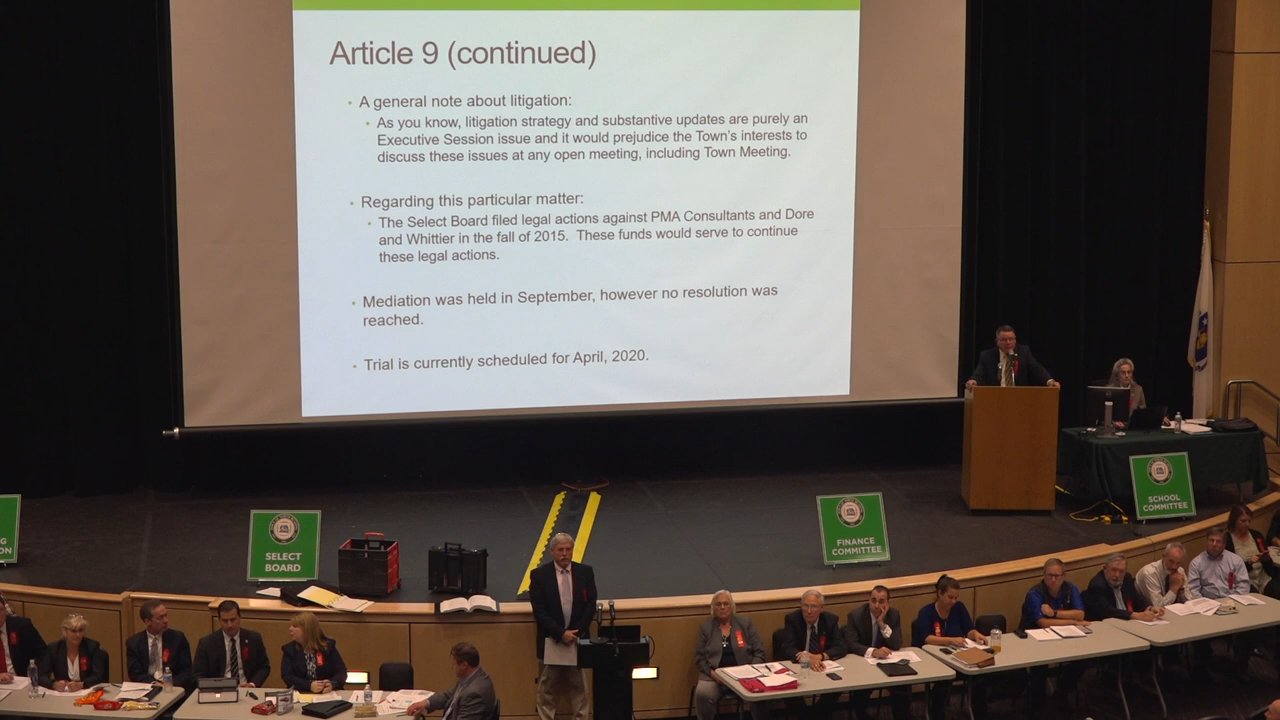 Article 9 (continued)
• A general note about litigation:
• As you know, litigation strategy and substantive updates are purely an
Executive Session issue and it would prejudice the Town's interests to
discuss these issues at any open meeting, including Town Meeting.
• Regarding this particular matter:
• The Select Board filed legal actions against PMA Consultants and Dore
and Whittier in the fall of 2015. These funds would serve to continue
these legal actions.
• Mediation was held in September, however no resolution was
reached.
• Trial is currently scheduled for April, 2020.
SCHOOL
COMMITTEE
G
ON
SELECT
BOARD
FINANCE
COMMITTEE